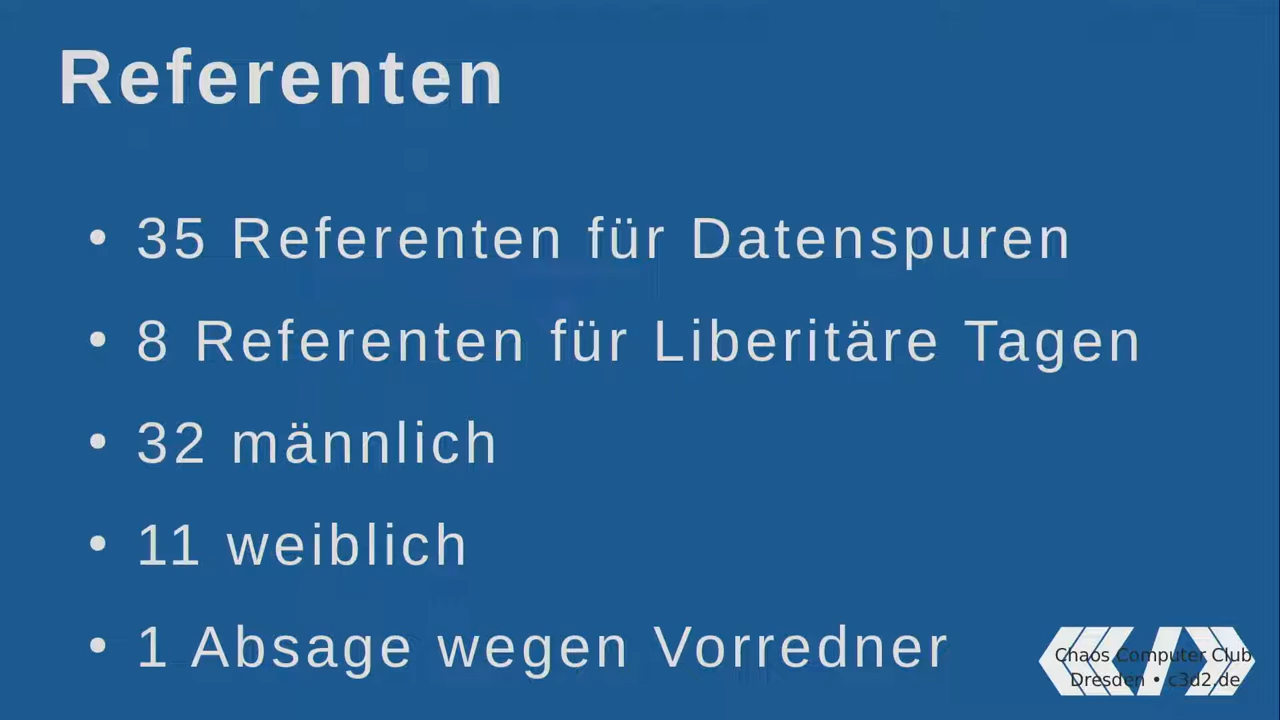 Referenten
• 35 Referenten für Datenspuren
• 8 Referenten für Liberitäre Tagen
• 32 männlich
• 11 weiblich
• 1 Absage wegen Vorredner
Chaos Computer Club
Dresden • c3d2.de